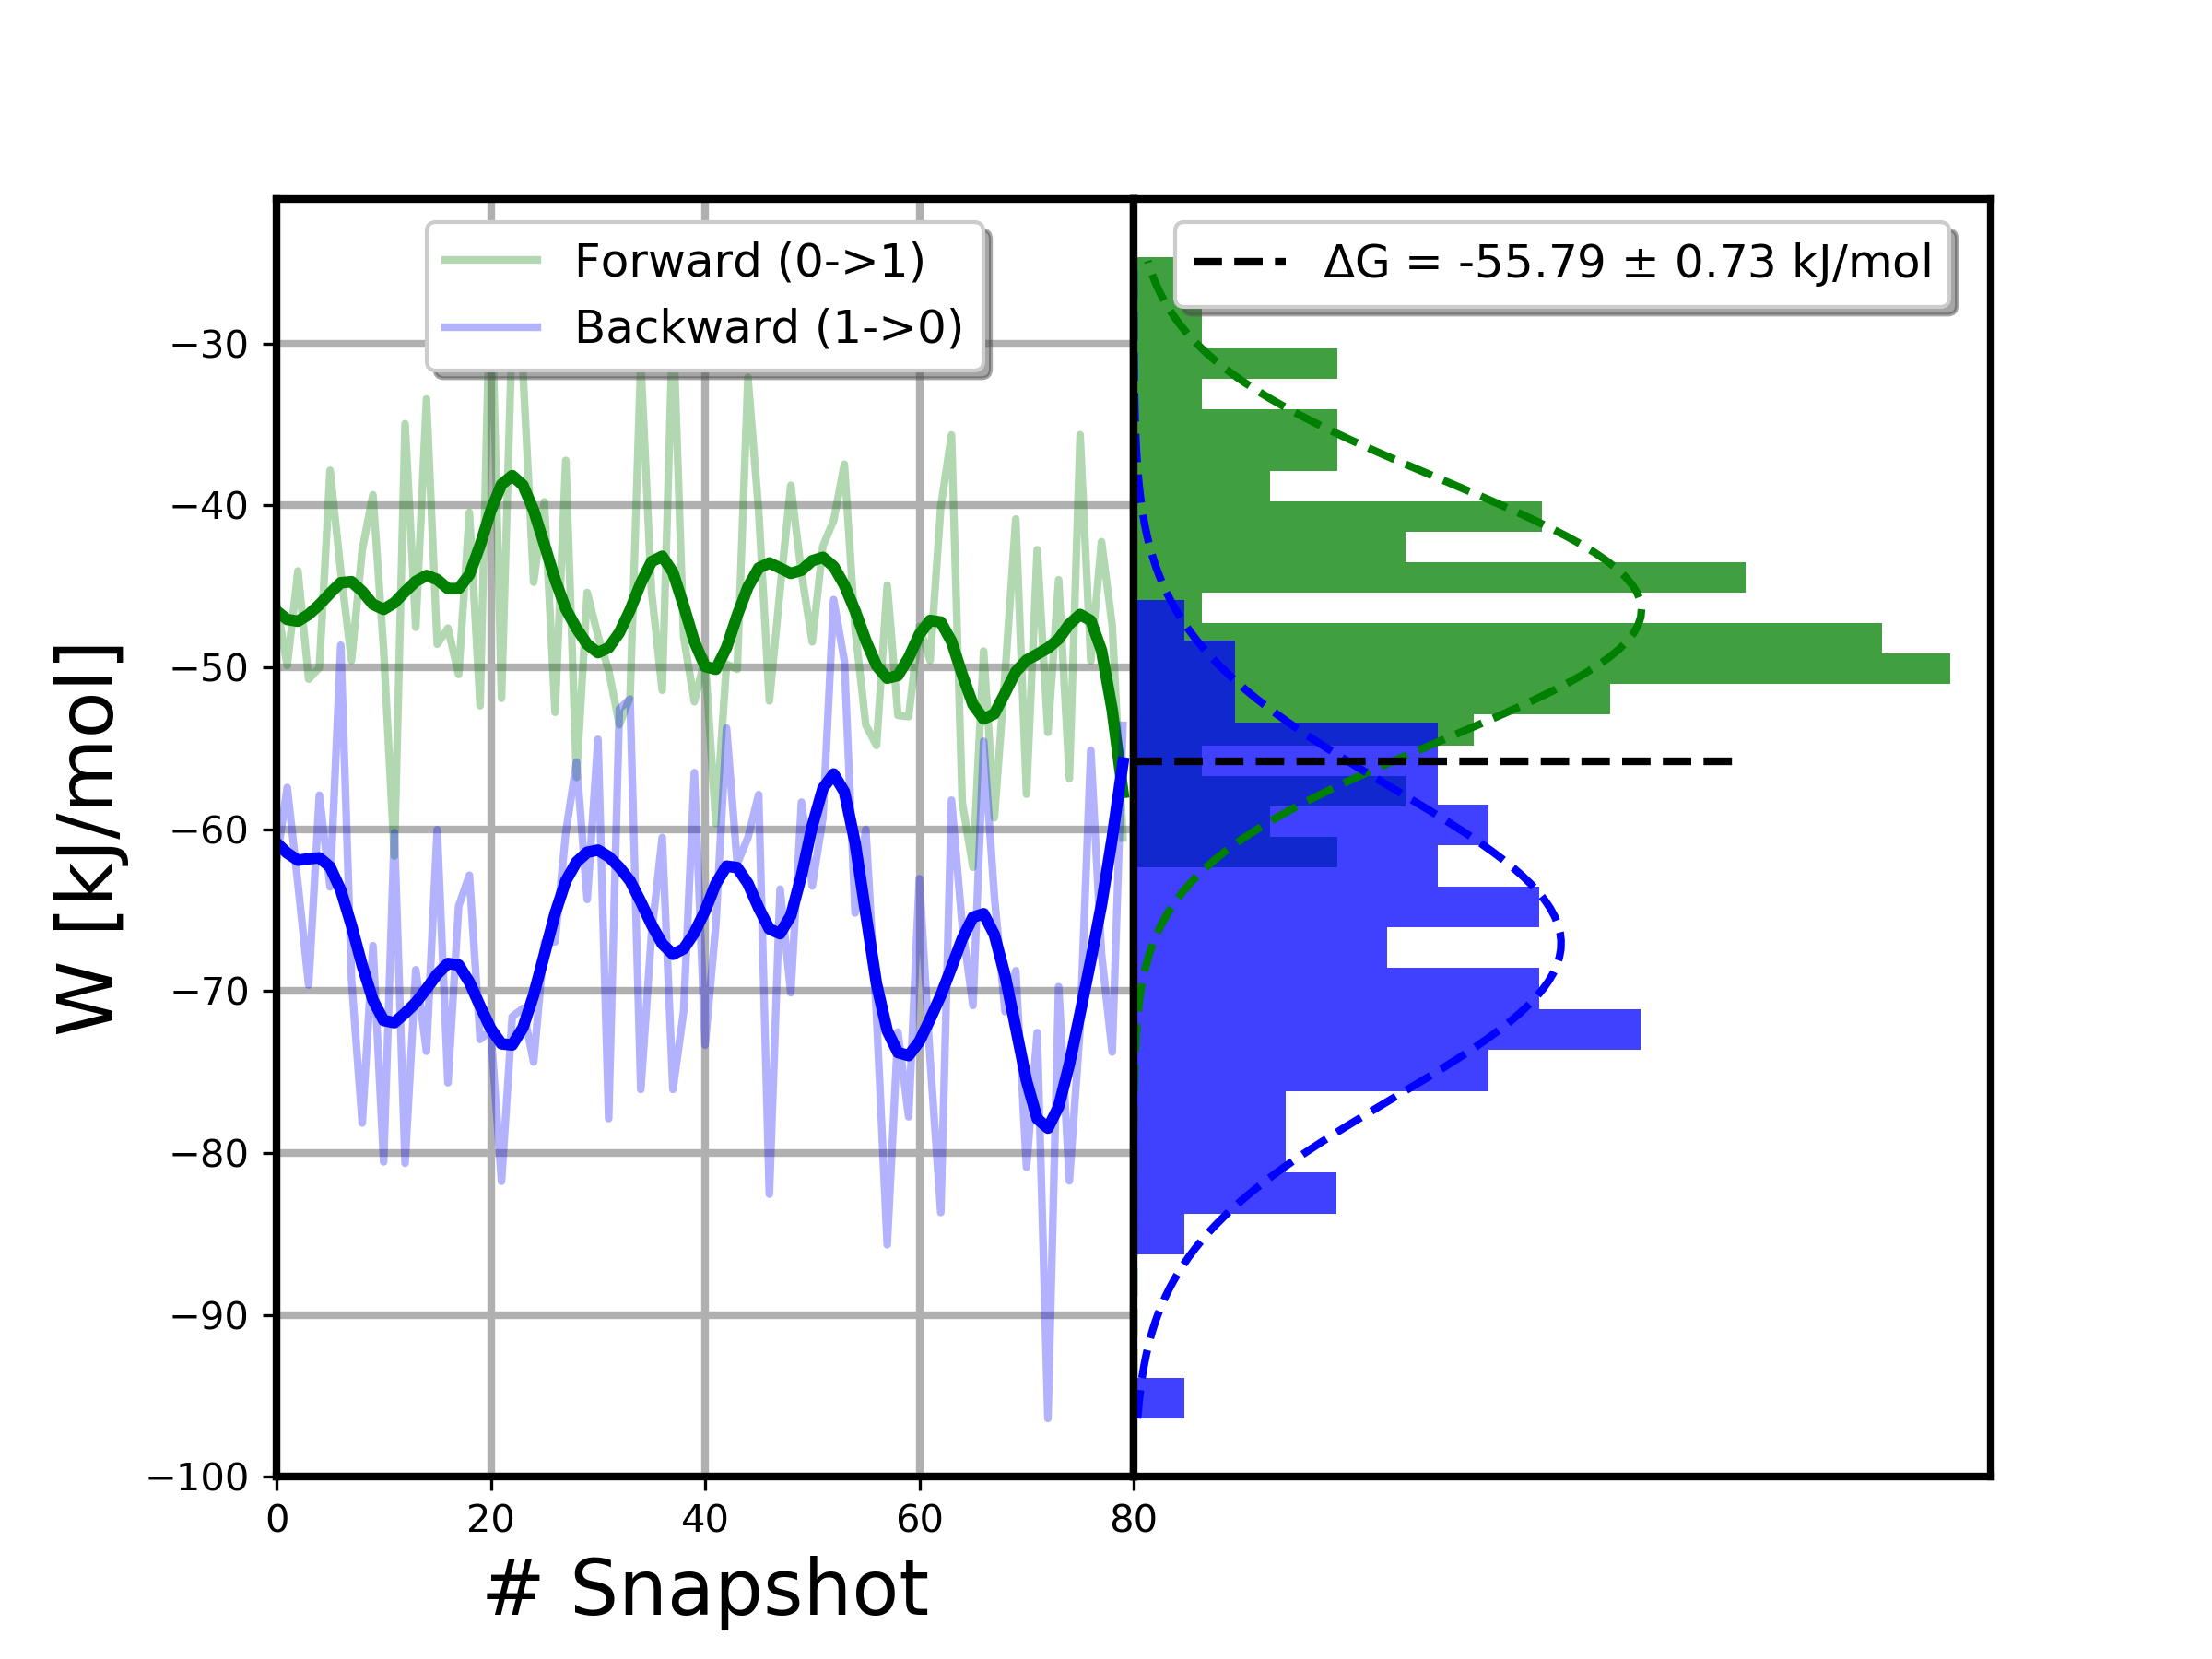 Forward (0->1)
Backward (1->0)
ΔG = -55.79 ± 0.73 kJ/mol
W [kJ/mol]
−30
−40
−50
−60
−70
−80
−90
−100
0 20 40 60 80
# Snapshot